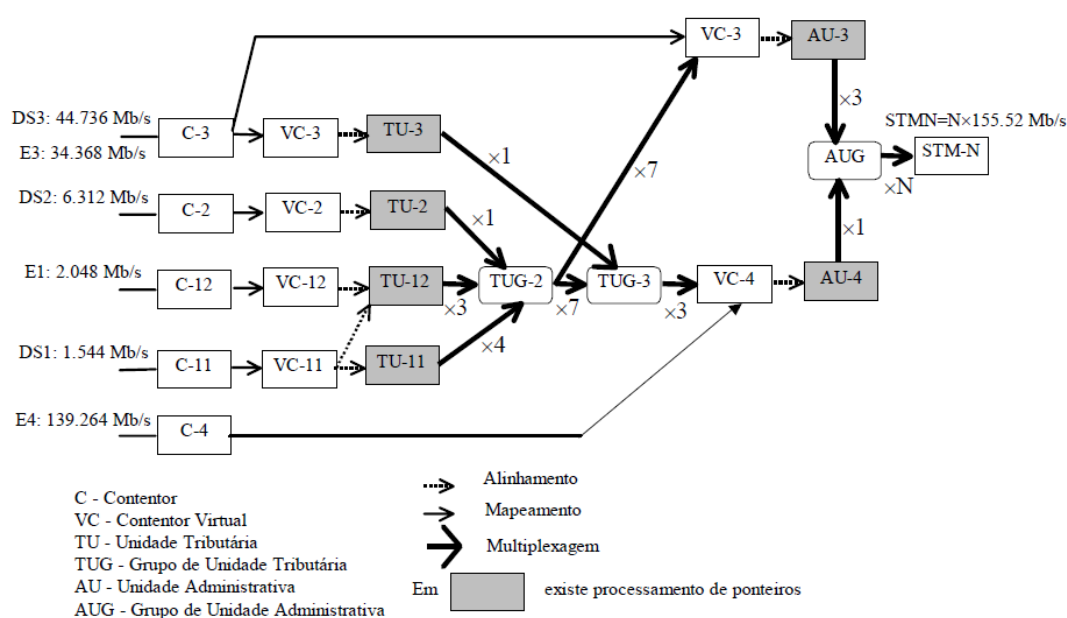 VC-3
AU-3
×3
STMN=N×155.52 Mb/s
DS3: 44.736 Mb/s
C-3
VC-3
TU-3
E3: 34.368 Mb/s
×1
×7
AUG
STM-N
×N
DS2: 6.312 Mb/s
C-2
VC-2
TU-2
×1
×1
E1: 2.048 Mb/s
C-12
VC-12
TU-12
×3
TUG-2
×7
TUG-3
×3
VC-4
AU-4
×4
DS1: 1.544 Mb/s
C-11
VC-11
TU-11
E4: 139.264 Mb/s
C-4
Alinhamento
Mapeamento
Multiplexagem
C - Contentor
VC - Contentor Virtual
TU - Unidade Tributária
TUG - Grupo de Unidade Tributária
AU - Unidade Administrativa
AUG - Grupo de Unidade Administrativa
Em
existe processamento de ponteiros